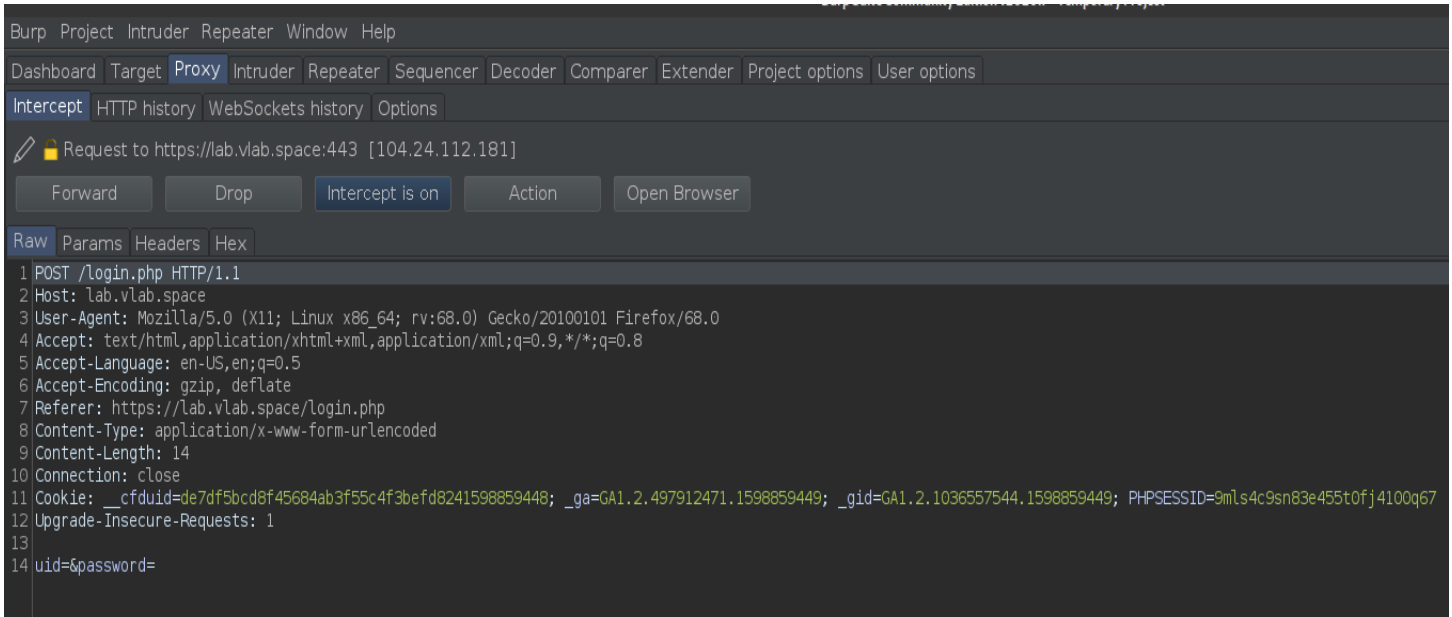 Burp Project Intruder Repeater Window Help
Dashboard Target Proxy Intruder Repeater Sequencer Decoder Comparer Extender Project options User options
Intercept HTTP history WebSockets history Options
Request to https://lab.vlab.space:443 [104.24.112.181]
Forward Drop Intercept is on Action Open Browser
Raw Params Headers Hex
1 POST /login.php HTTP/1.1
2 Host: lab.vlab.space
3 User-Agent: Mozilla/5.0 (X11; Linux x86_64; rv:68.0) Gecko/20100101 Firefox/68.0
4 Accept: text/html,application/xhtml+xml,application/xml;q=0.9,*/*;q=0.8
5 Accept-Language: en-US,en;q=0.5
6 Accept-Encoding: gzip, deflate
7 Referer: https://lab.vlab.space/login.php
8 Content-Type: application/x-www-form-urlencoded
9 Content-Length: 14
10 Connection: close
11 Cookie: __cfduid=de7df5bcd8f45684ab3f55c4f3befd8241598859448; _ga=GA1.2.497912471.1598859449; _gid=GA1.2.1036557544.1598859449; PHPSESSID=9mls4c9sn83e455t0fj4100q67
12 Upgrade-Insecure-Requests: 1
13
14 uid=&password=